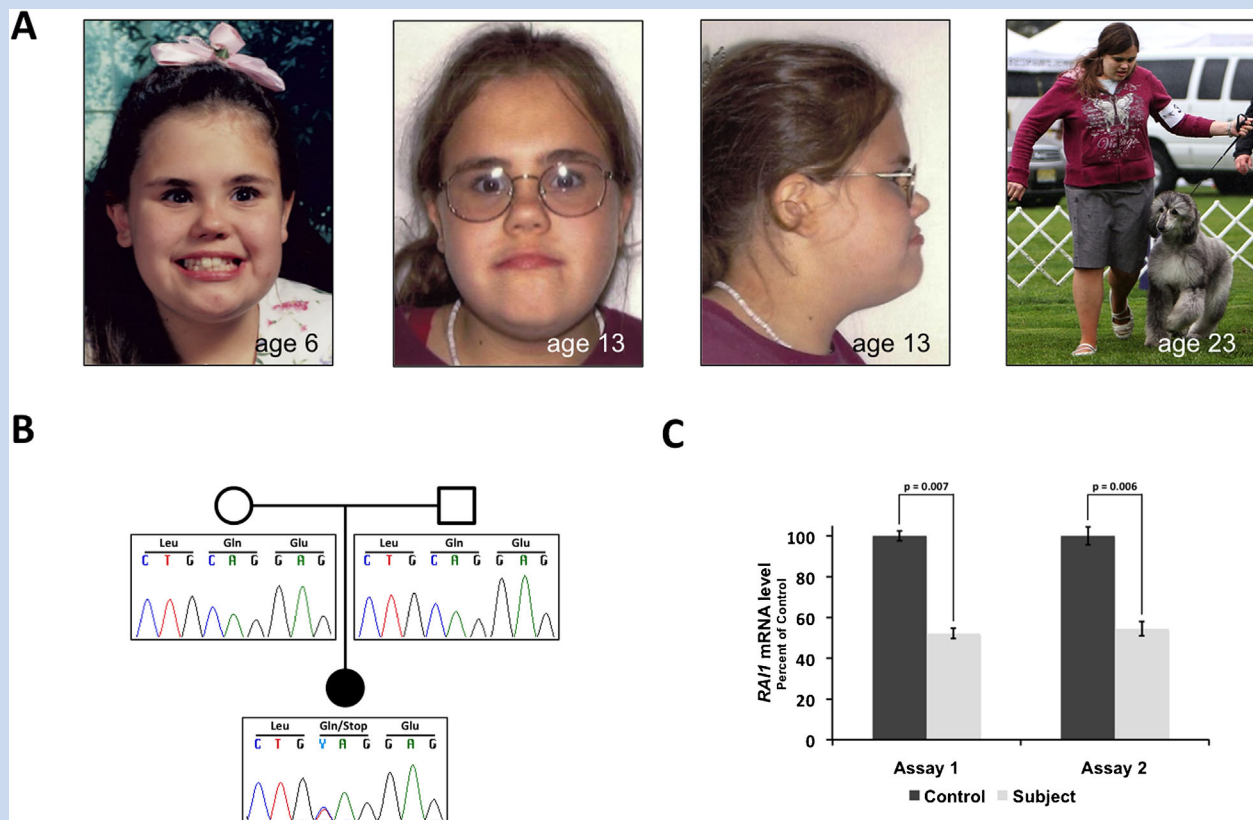 A
age 6
age 13
age 13
age 23
B
Leu Gln Glu
C T G C A G G A G
Leu Gln Glu
C T G C A G G A G
Leu Gln/Stop Glu
C T G Y A G G A G
C
p = 0.007
p = 0.006
RAI1 mRNA level
Percent of Control
100
80
60
40
20
0
Assay 1
Assay 2
Control
Subject